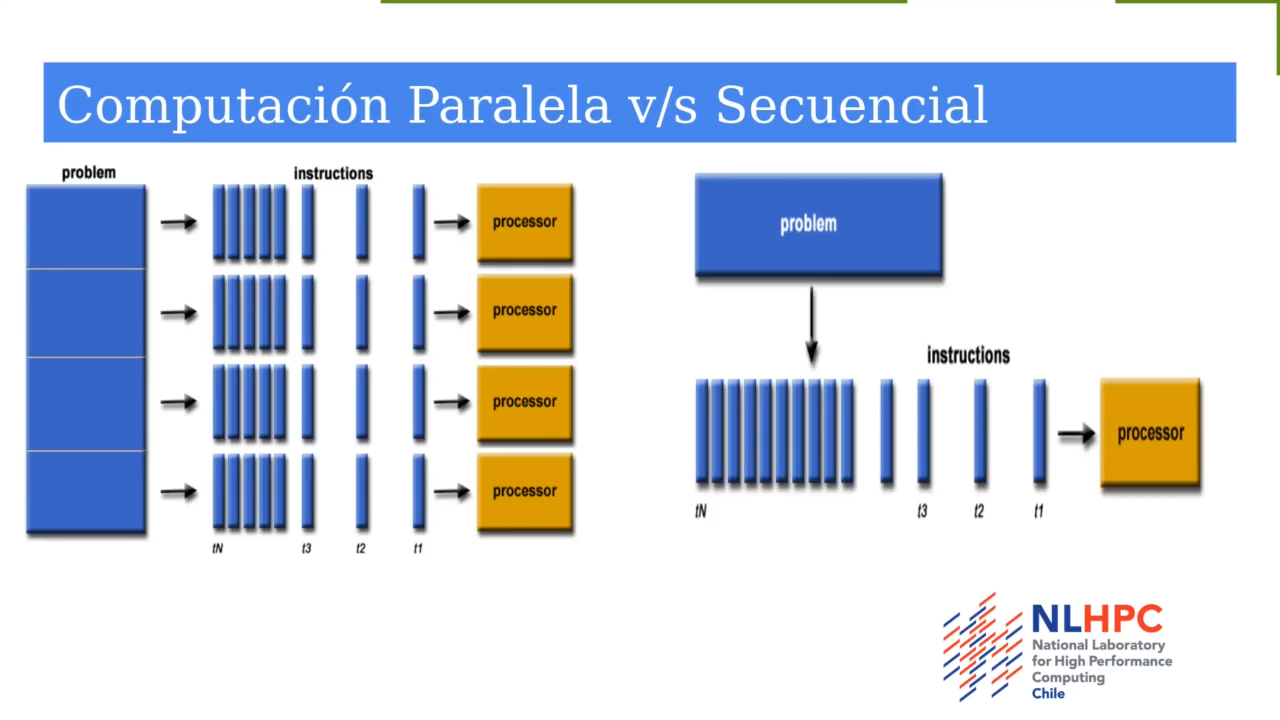 Computación Paralela v/s Secuencial
problem
instructions
processor
processor
processor
processor
tN t3 t2 t1
problem
instructions
processor
tN t3 t2 t1
NLHPC
National Laboratory
for High Performance
Computing
Chile